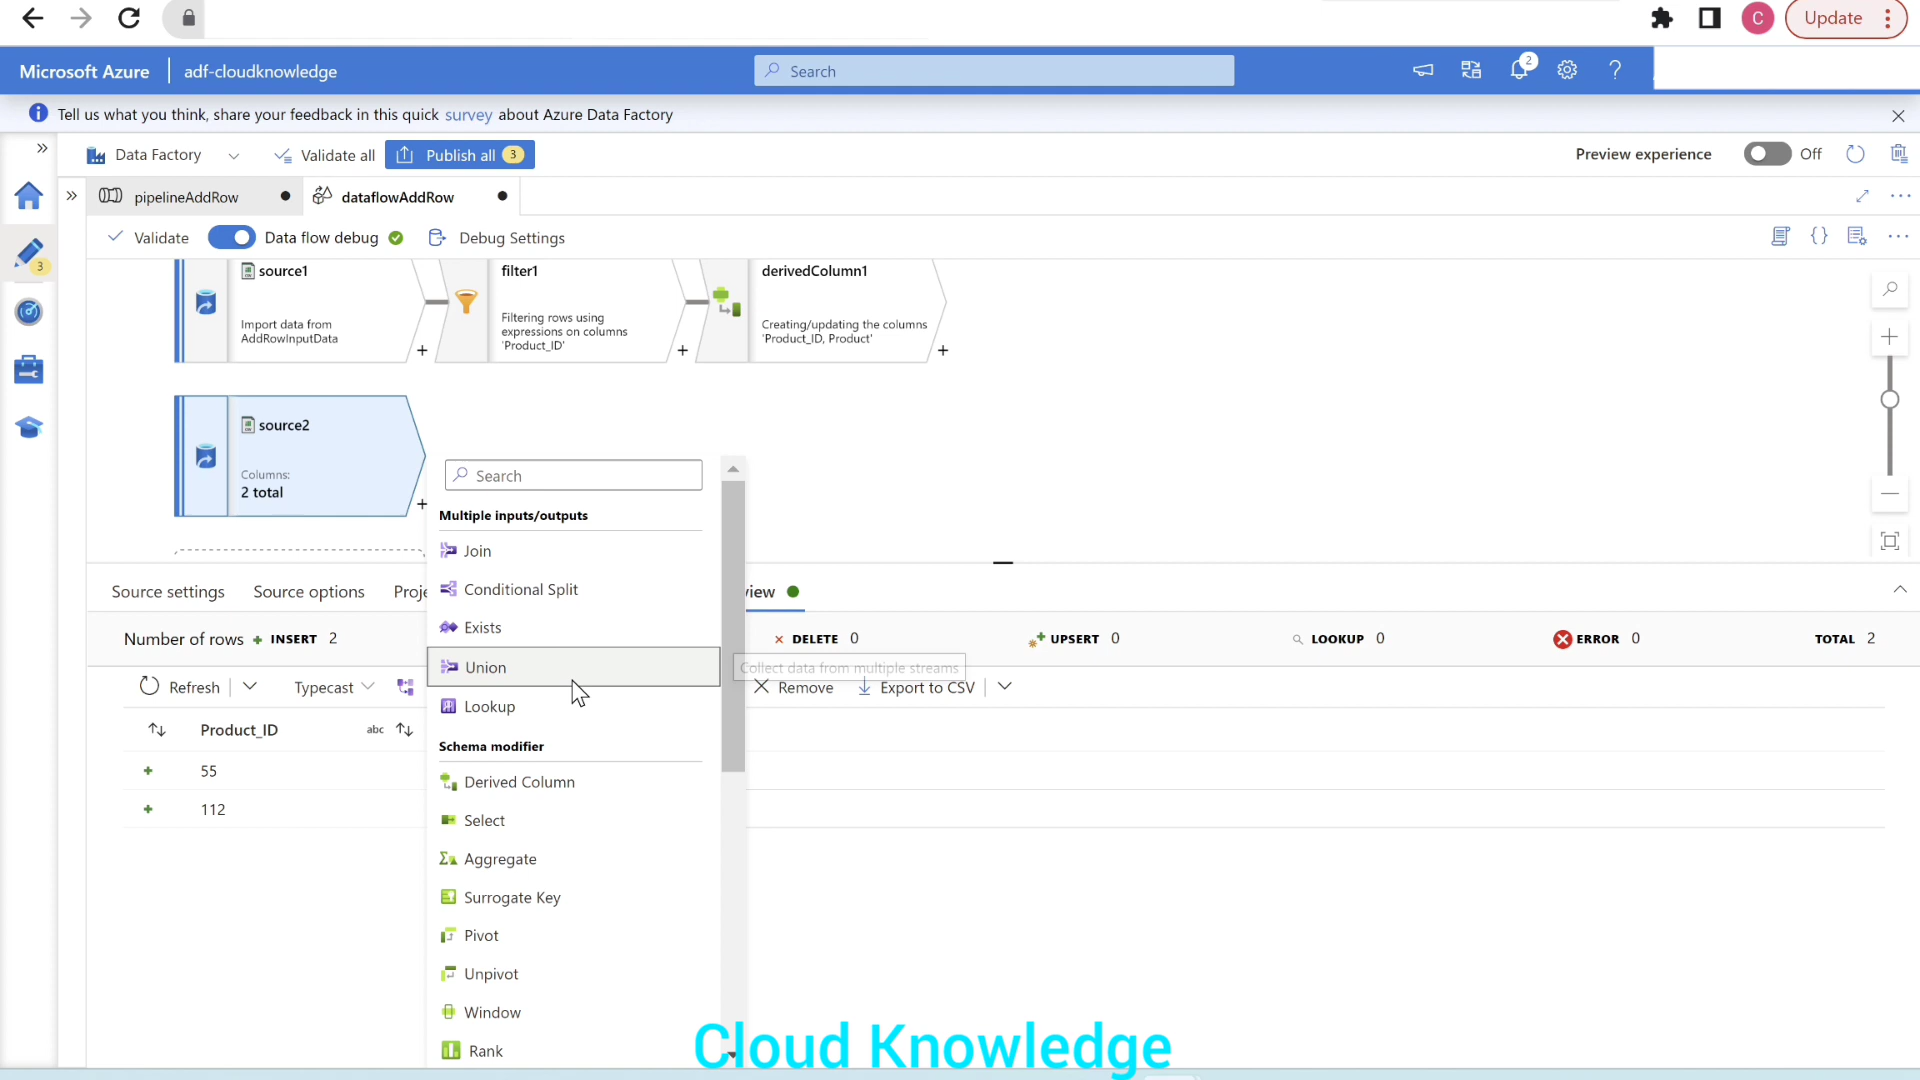 C
Update
Microsoft Azure
adf-cloudknowledge
Search
2
Tell us what you think, share your feedback in this quick survey about Azure Data Factory
Data Factory
Validate all
Publish all 3
Preview experience
Off
pipelineAddRow
dataflowAddRow
Validate
Data flow debug
Debug Settings
3
source1
Import data from
AddRowInputData
filter1
Filtering rows using
expressions on columns
'Product_ID'
derivedColumn1
Creating/updating the columns
'Product_ID, Product'
source2
Columns:
2 total
Search
Multiple inputs/outputs
Join
Conditional Split
Exists
Union
Collect data from multiple streams
Lookup
Schema modifier
Derived Column
Select
Aggregate
Surrogate Key
Pivot
Unpivot
Window
Rank
Source settings
Source options
Proje
view
Number of rows
INSERT 2
DELETE 0
UPSERT 0
LOOKUP 0
ERROR 0
TOTAL 2
Refresh
Typecast
Remove
Export to CSV
Product_ID
abc
55
112
Cloud Knowledge